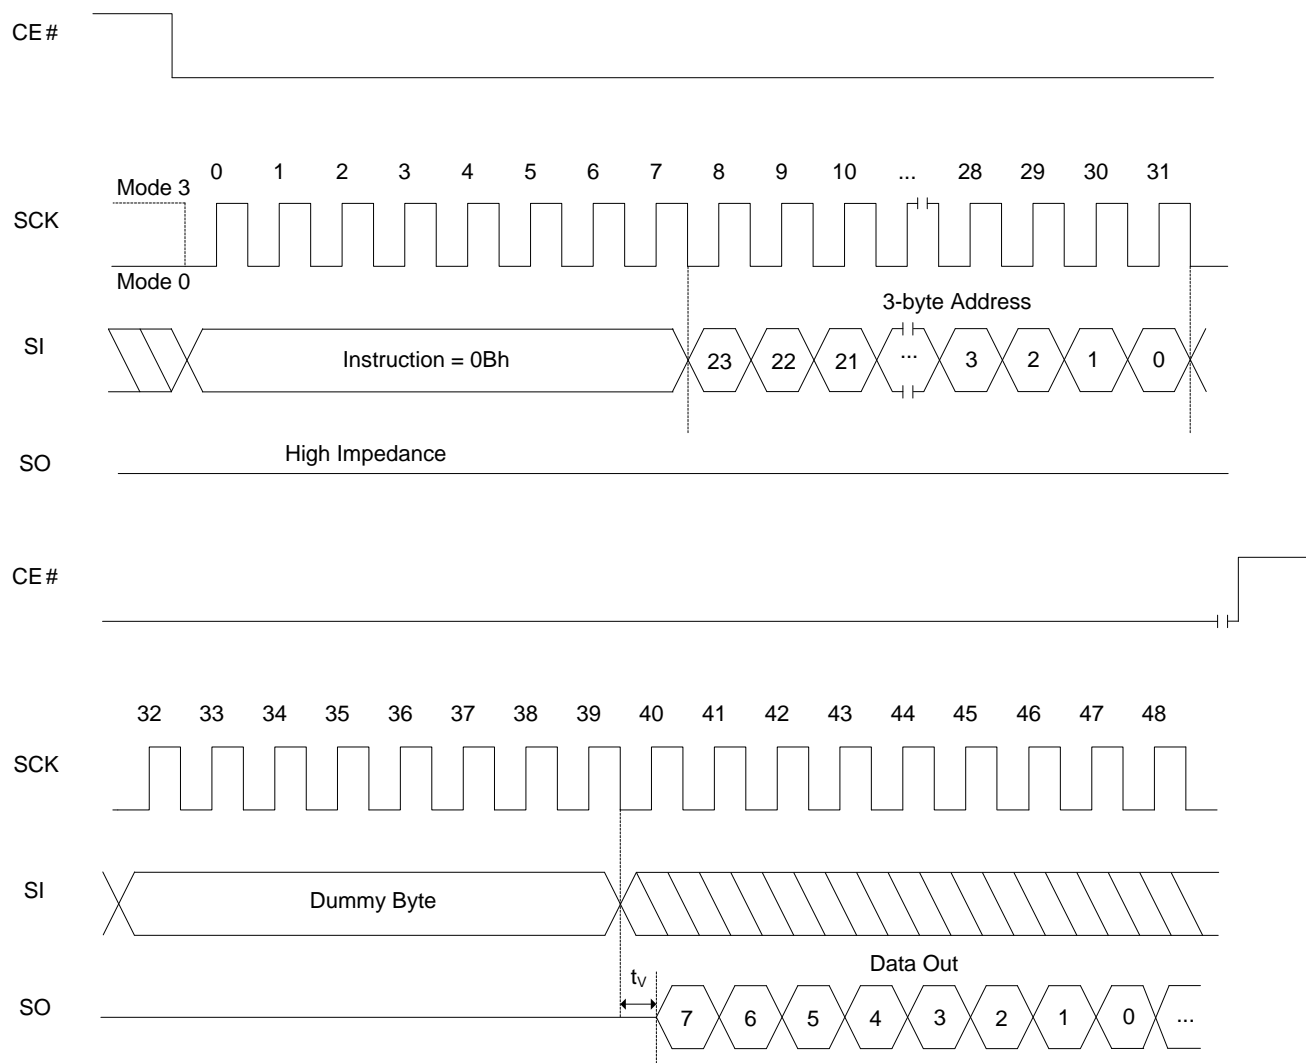 CE#
0 1 2 3 4 5 6 7 8 9 10 ... 28 29 30 31
Mode 3
SCK
Mode 0
3-byte Address
SI
Instruction = 0Bh
23 22 21 ... 3 2 1 0
High Impedance
SO
CE#
32 33 34 35 36 37 38 39 40 41 42 43 44 45 46 47 48
SCK
SI
Dummy Byte
Data Out
tV
SO
7 6 5 4 3 2 1 0 ...